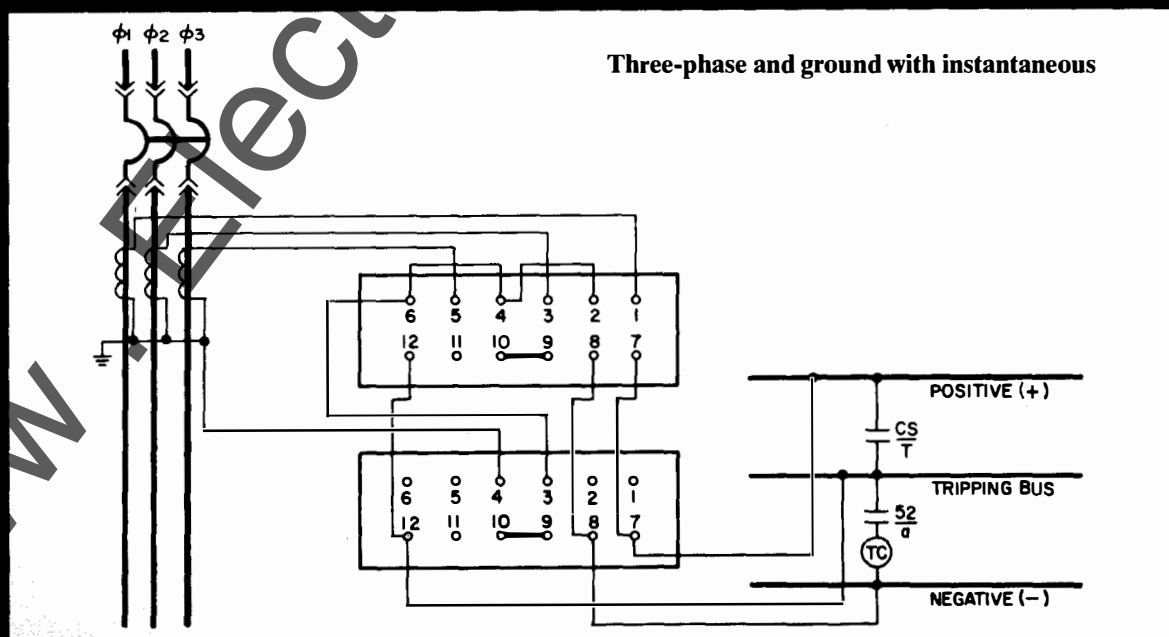 ϕ1 ϕ2 ϕ3
Three-phase and ground with instantaneous
6 5 4 3 2 1
12 11 10 9 8 7
POSITIVE (+)
CS
T
6 5 4 3 2 1
TRIPPING BUS
12 11 10 9 8 7
52
a
TC
NEGATIVE (-)
w . Elect